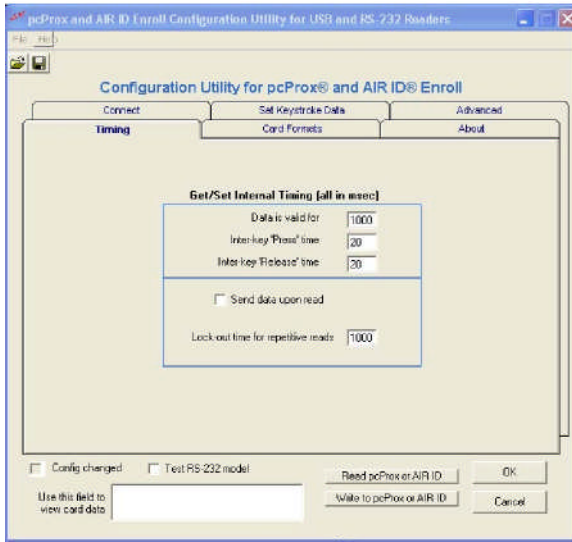 pcProx and AIR ID Enroll Configuration Utility for USB and RS-232 Readers
File Help
Configuration Utility for pcProx® and AIR ID® Enroll
Connect Set Keystroke Data Advanced
Timing Card Formats About
Get/Set Internal Timing (all in msec)
Data is valid for 1000
Inter-key 'Press' time 20
Inter-key 'Release' time 20
Send data upon read
Lock-out time for repetitive reads 1000
Config changed Test RS-232 model Read pcProx or AIR ID OK
Use this field to
view card data Write to pcProx or AIR ID Cancel